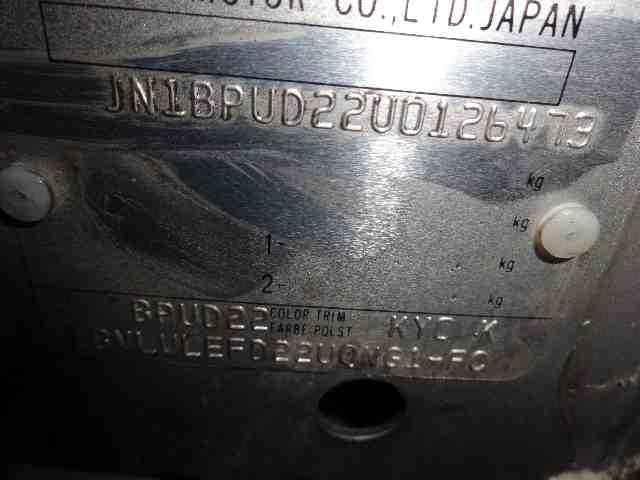 MOTOR CO.,LTD.JAPAN
JN1BPUD22U0126473
kg
kg
1- kg
2- kg
BPUD22 COLOR.TRIM KYC K
FARBE.POLST